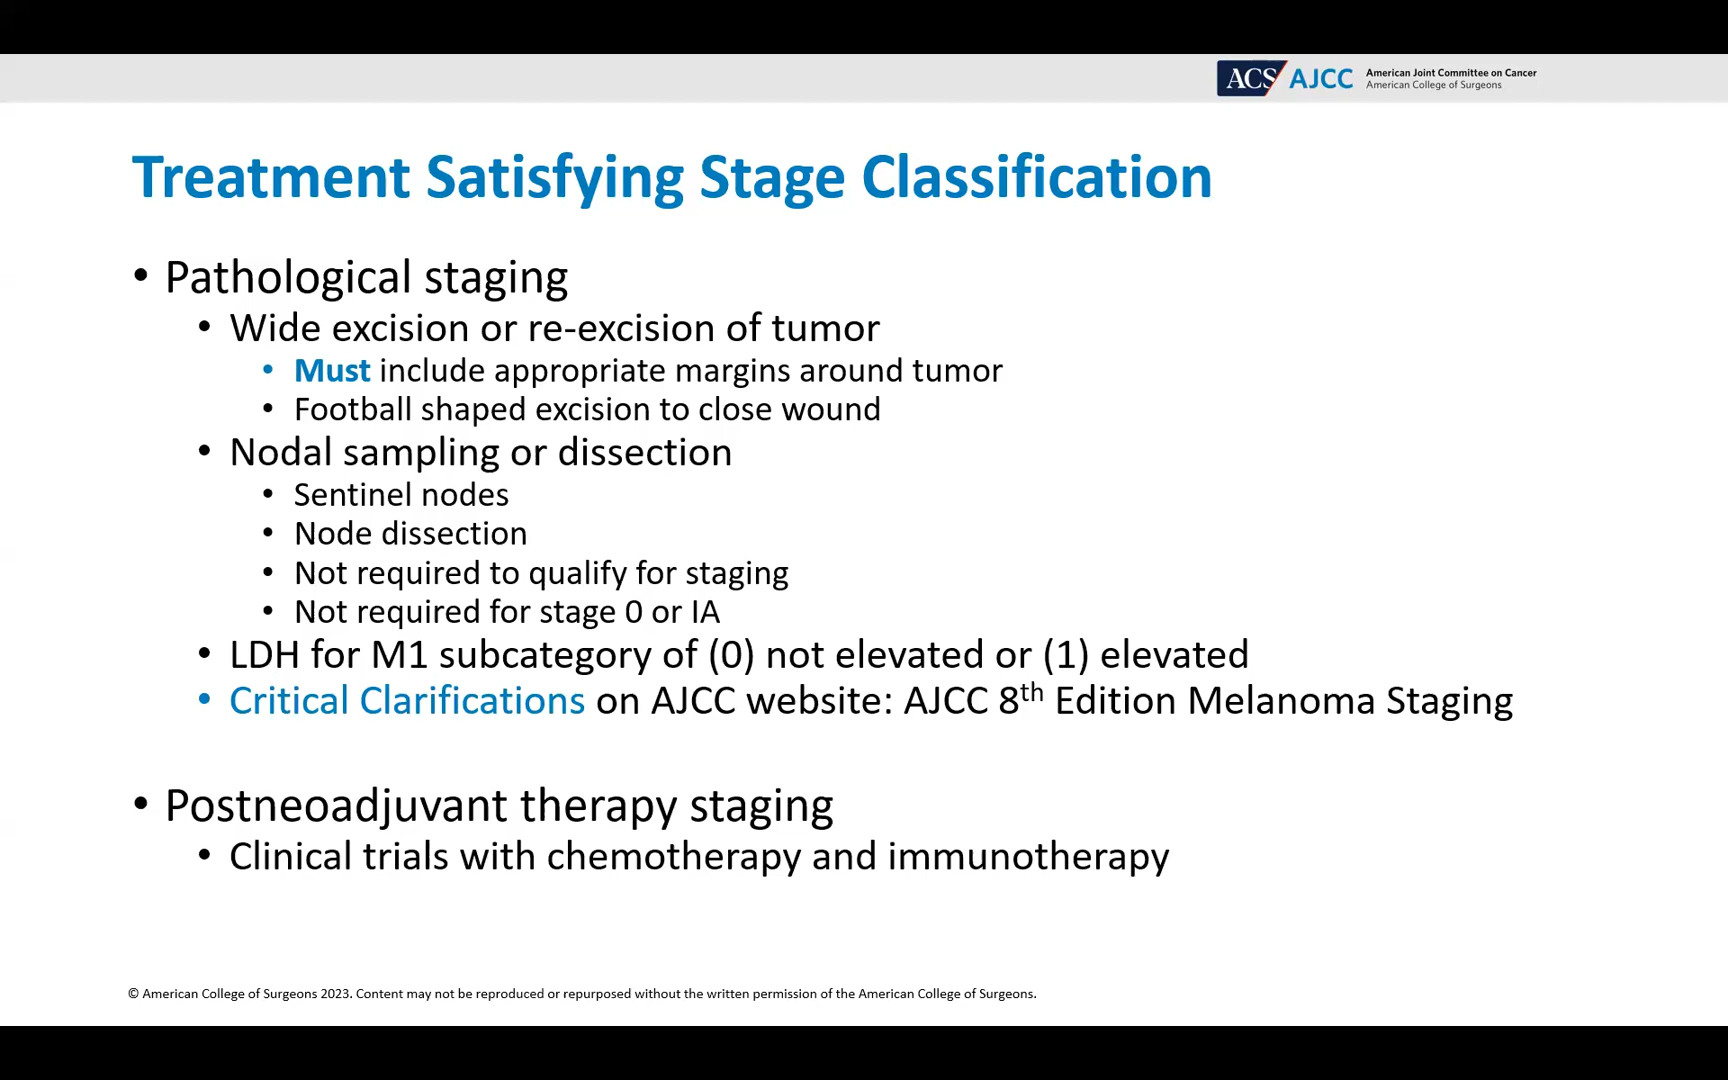 ACS AJCC American Joint Committee on Cancer
American College of Surgeons
Treatment Satisfying Stage Classification
• Pathological staging
• Wide excision or re-excision of tumor
• Must include appropriate margins around tumor
• Football shaped excision to close wound
• Nodal sampling or dissection
• Sentinel nodes
• Node dissection
• Not required to qualify for staging
• Not required for stage 0 or IA
• LDH for M1 subcategory of (0) not elevated or (1) elevated
• Critical Clarifications on AJCC website: AJCC 8th Edition Melanoma Staging
• Postneoadjuvant therapy staging
• Clinical trials with chemotherapy and immunotherapy
© American College of Surgeons 2023. Content may not be reproduced or repurposed without the written permission of the American College of Surgeons.